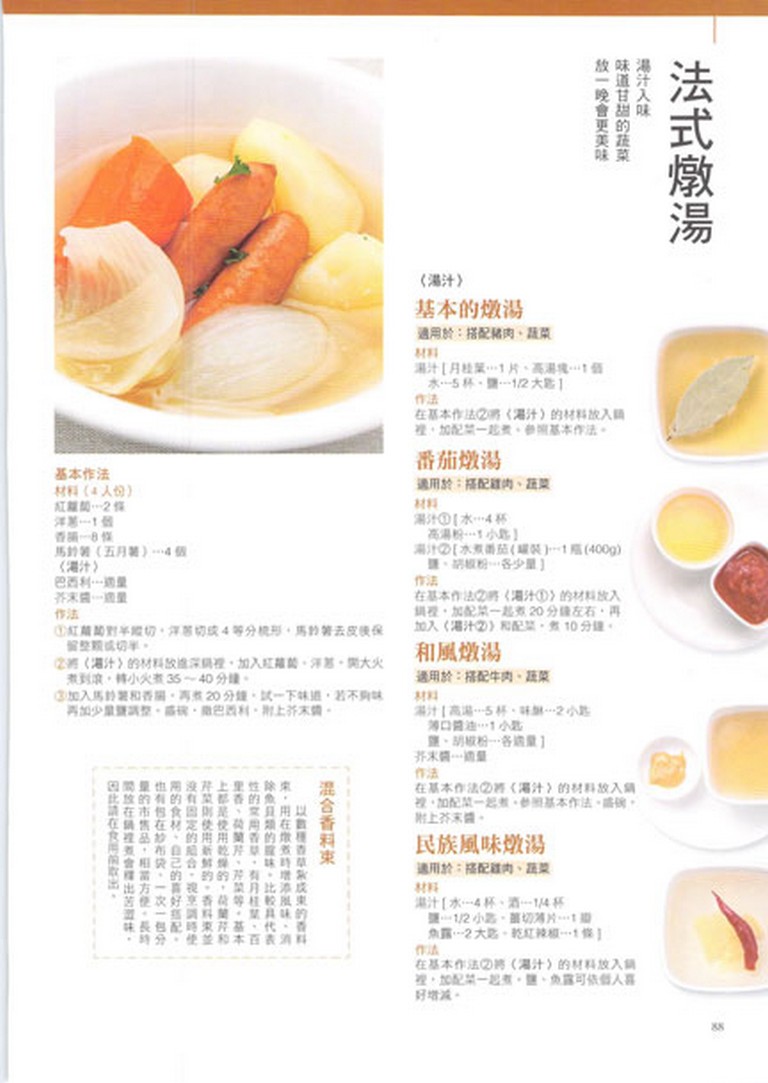 法式燉湯
湯汁入味
味道甘甜的蔬菜
放一晚會更美味
〈湯汁〉
基本的燉湯
適用於：搭配豬肉、蔬菜
材料
湯汁 [ 月桂葉…1 片、高湯塊…1 個
水…5 杯、鹽…1/2 大匙 ]
作法
在基本作法②將〈湯汁〉的材料放入鍋
裡，加配菜一起煮。參照基本作法。
番茄燉湯
適用於：搭配雞肉、蔬菜
材料
湯汁① [ 水…4 杯
高湯粉…1 小匙 ]
湯汁② [ 水煮番茄 ( 罐裝 )…1 瓶 (400g)
鹽、胡椒粉…各少量 ]
作法
在基本作法②將〈湯汁①〉的材料放入
鍋裡，加配菜一起煮 20 分鐘左右，再
加入〈湯汁②〉和配菜，煮 10 分鐘。
和風燉湯
適用於：搭配牛肉、蔬菜
材料
湯汁 [ 高湯…5 杯、味醂…2 小匙
薄口醬油…1 小匙
鹽、胡椒粉…各適量 ]
芥末醬…適量
作法
在基本作法②將〈湯汁〉的材料放入鍋
裡，加配菜一起煮。參照基本作法。盛碗，
附上芥末醬。
民族風味燉湯
適用於：搭配雞肉、蔬菜
材料
湯汁 [ 水…4 杯、酒…1/4 杯
鹽…1/2 小匙、薑切薄片…1 瓣
魚露…2 大匙、乾紅辣椒…1 條 ]
作法
在基本作法②將〈湯汁〉的材料放入鍋
裡，加配菜一起煮。鹽、魚露可依個人喜
好增減。
基本作法
材料（4 人份）
紅蘿蔔…2 條
洋蔥…1 個
香腸…8 條
馬鈴薯（五月薯）…4 個
〈湯汁〉
巴西利…適量
芥末醬…適量
作法
①紅蘿蔔對半縱切，洋蔥切成 4 等分梳形，馬鈴薯去皮後保
留整顆或切半。
②將〈湯汁〉的材料放進深鍋裡，加入紅蘿蔔、洋蔥，開大火
煮到滾，轉小火煮 35 ～ 40 分鐘。
③加入馬鈴薯和香腸，再煮 20 分鐘，試一下味道，若不夠味
再加少量鹽調整。盛碗，撒巴西利，附上芥末醬。
混合香料束
以數種香草紮成束的香料
束，用在燉煮時增添風味、消
除魚貝類的腥味。比較具代表
性的常用香草，有月桂葉、百
里香、荷蘭芹、芹菜等。基本
上都是使用乾燥的，荷蘭芹和
芹菜則使用新鮮的。香料束並
沒有固定的組合，視烹調時使
用的食材、自己的喜好搭配。
也有包在紗布袋、一次一包分
量的市售品，相當方便。長時
間放在鍋裡煮會釋出苦澀味，
因此請在食用前取出。
88